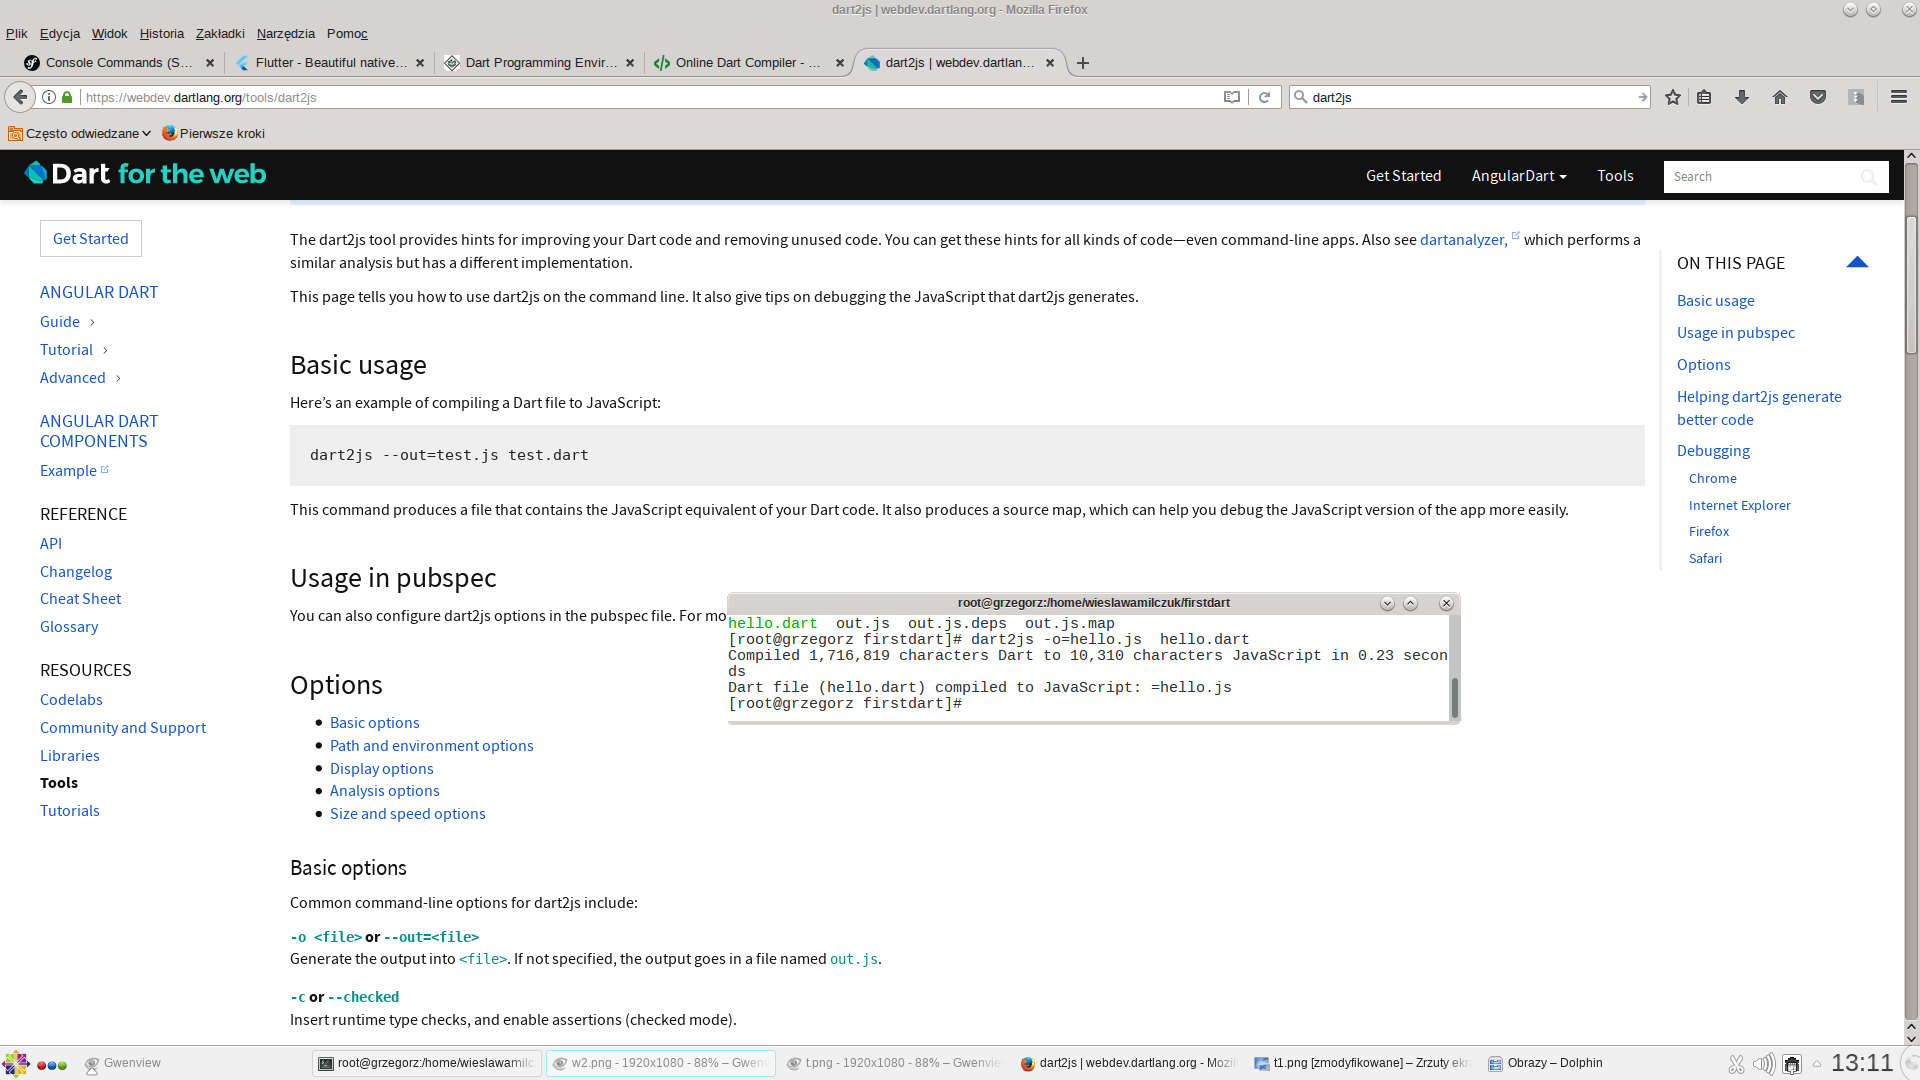 dart2js | webdev.dartlang.org - Mozilla Firefox
Plik Edycja Widok Historia Zakładki Narzędzia Pomoc
Console Commands (S… Flutter - Beautiful native… Dart Programming Envir… Online Dart Compiler - … dart2js | webdev.dartlan…
https://webdev.dartlang.org/tools/dart2js
dart2js
Często odwiedzane Pierwsze kroki
Dart for the web
Get Started AngularDart Tools Search
Get Started
ANGULAR DART
Guide
Tutorial
Advanced
ANGULAR DART
COMPONENTS
Example
REFERENCE
API
Changelog
Cheat Sheet
Glossary
RESOURCES
Codelabs
Community and Support
Libraries
Tools
Tutorials
The dart2js tool provides hints for improving your Dart code and removing unused code. You can get these hints for all kinds of code—even command-line apps. Also see dartanalyzer, which performs a
similar analysis but has a different implementation.
This page tells you how to use dart2js on the command line. It also give tips on debugging the JavaScript that dart2js generates.
Basic usage
Here’s an example of compiling a Dart file to JavaScript:
dart2js --out=test.js test.dart
This command produces a file that contains the JavaScript equivalent of your Dart code. It also produces a source map, which can help you debug the JavaScript version of the app more easily.
Usage in pubspec
You can also configure dart2js options in the pubspec file. For mo
Options
Basic options
Path and environment options
Display options
Analysis options
Size and speed options
Basic options
Common command-line options for dart2js include:
-o <file> or --out=<file>
Generate the output into <file>. If not specified, the output goes in a file named out.js.
-c or --checked
Insert runtime type checks, and enable assertions (checked mode).
ON THIS PAGE
Basic usage
Usage in pubspec
Options
Helping dart2js generate
better code
Debugging
Chrome
Internet Explorer
Firefox
Safari
root@grzegorz:/home/wieslawamilczuk/firstdart
hello.dart out.js out.js.deps out.js.map
[root@grzegorz firstdart]# dart2js -o=hello.js  hello.dart
Compiled 1,716,819 characters Dart to 10,310 characters JavaScript in 0.23 secon
ds
Dart file (hello.dart) compiled to JavaScript: =hello.js
[root@grzegorz firstdart]#
Gwenview
root@grzegorz:/home/wieslawamilc
w2.png - 1920x1080 - 88% – Gwenv
t.png - 1920x1080 - 88% – Gwenvie
dart2js | webdev.dartlang.org - Mozil
t1.png [zmodyfikowane] – Zrzuty ekr
Obrazy – Dolphin
13:11